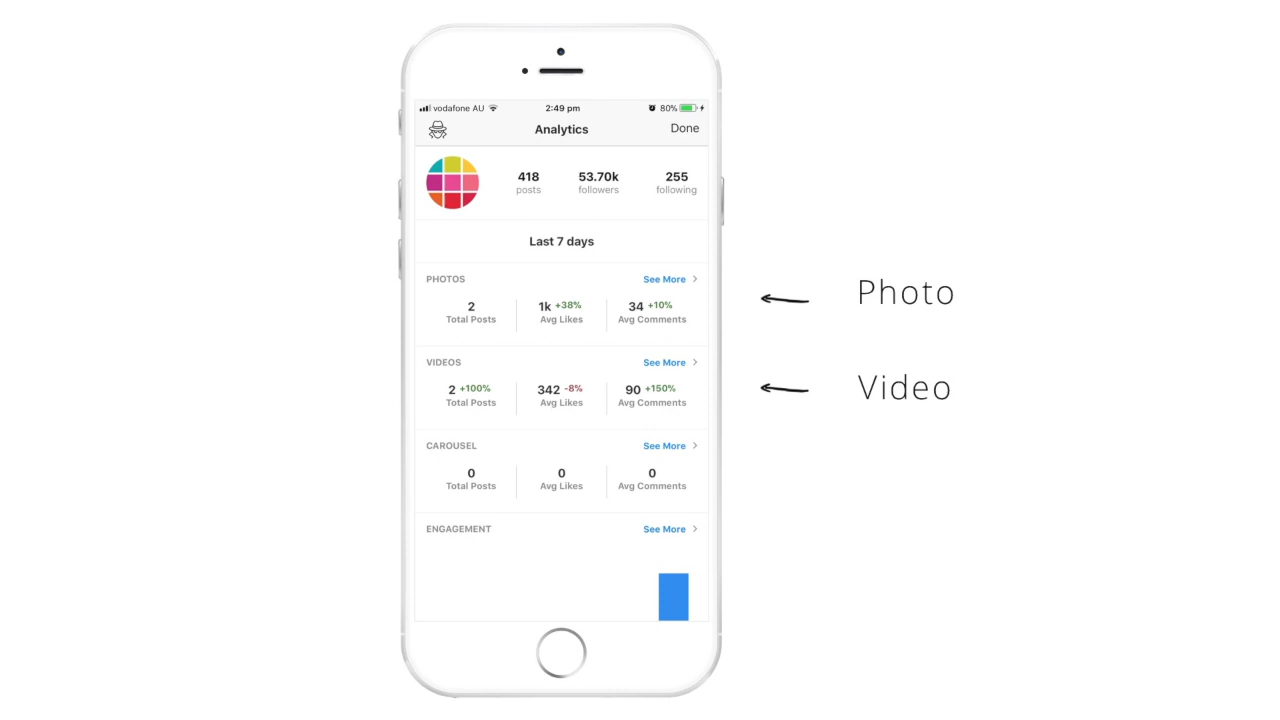 vodafone AU 2:49 pm 80%
Analytics Done
418 53.70k 255
posts followers following
Last 7 days
PHOTOS See More
2 1k +38% 34 +10%
Total Posts Avg Likes Avg Comments
Photo
VIDEOS See More
2 +100% 342 -8% 90 +150%
Total Posts Avg Likes Avg Comments
Video
CAROUSEL See More
0 0 0
Total Posts Avg Likes Avg Comments
ENGAGEMENT See More